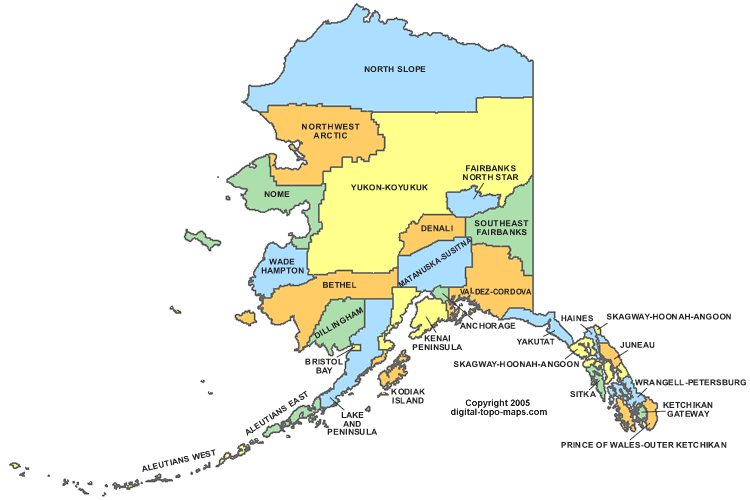 NORTH SLOPE
NORTHWEST
ARCTIC
FAIRBANKS
NORTH STAR
YUKON-KOYUKUK
NOME
SOUTHEAST
FAIRBANKS
DENALI
WADE
HAMPTON
MATANUSKA-SUSITNA
BETHEL
VALDEZ-CORDOVA
DILLINGHAM
ANCHORAGE
HAINES
SKAGWAY-HOONAH-ANGOON
KENAI
PENINSULA
YAKUTAT
JUNEAU
BRISTOL
BAY
SKAGWAY-HOONAH-ANGOON
WRANGELL-PETERSBURG
KODIAK
ISLAND
SITKA
Copyright 2005
digital-topo-maps.com
KETCHIKAN
GATEWAY
ALEUTIANS EAST
LAKE
AND
PENINSULA
PRINCE OF WALES-OUTER KETCHIKAN
ALEUTIANS WEST